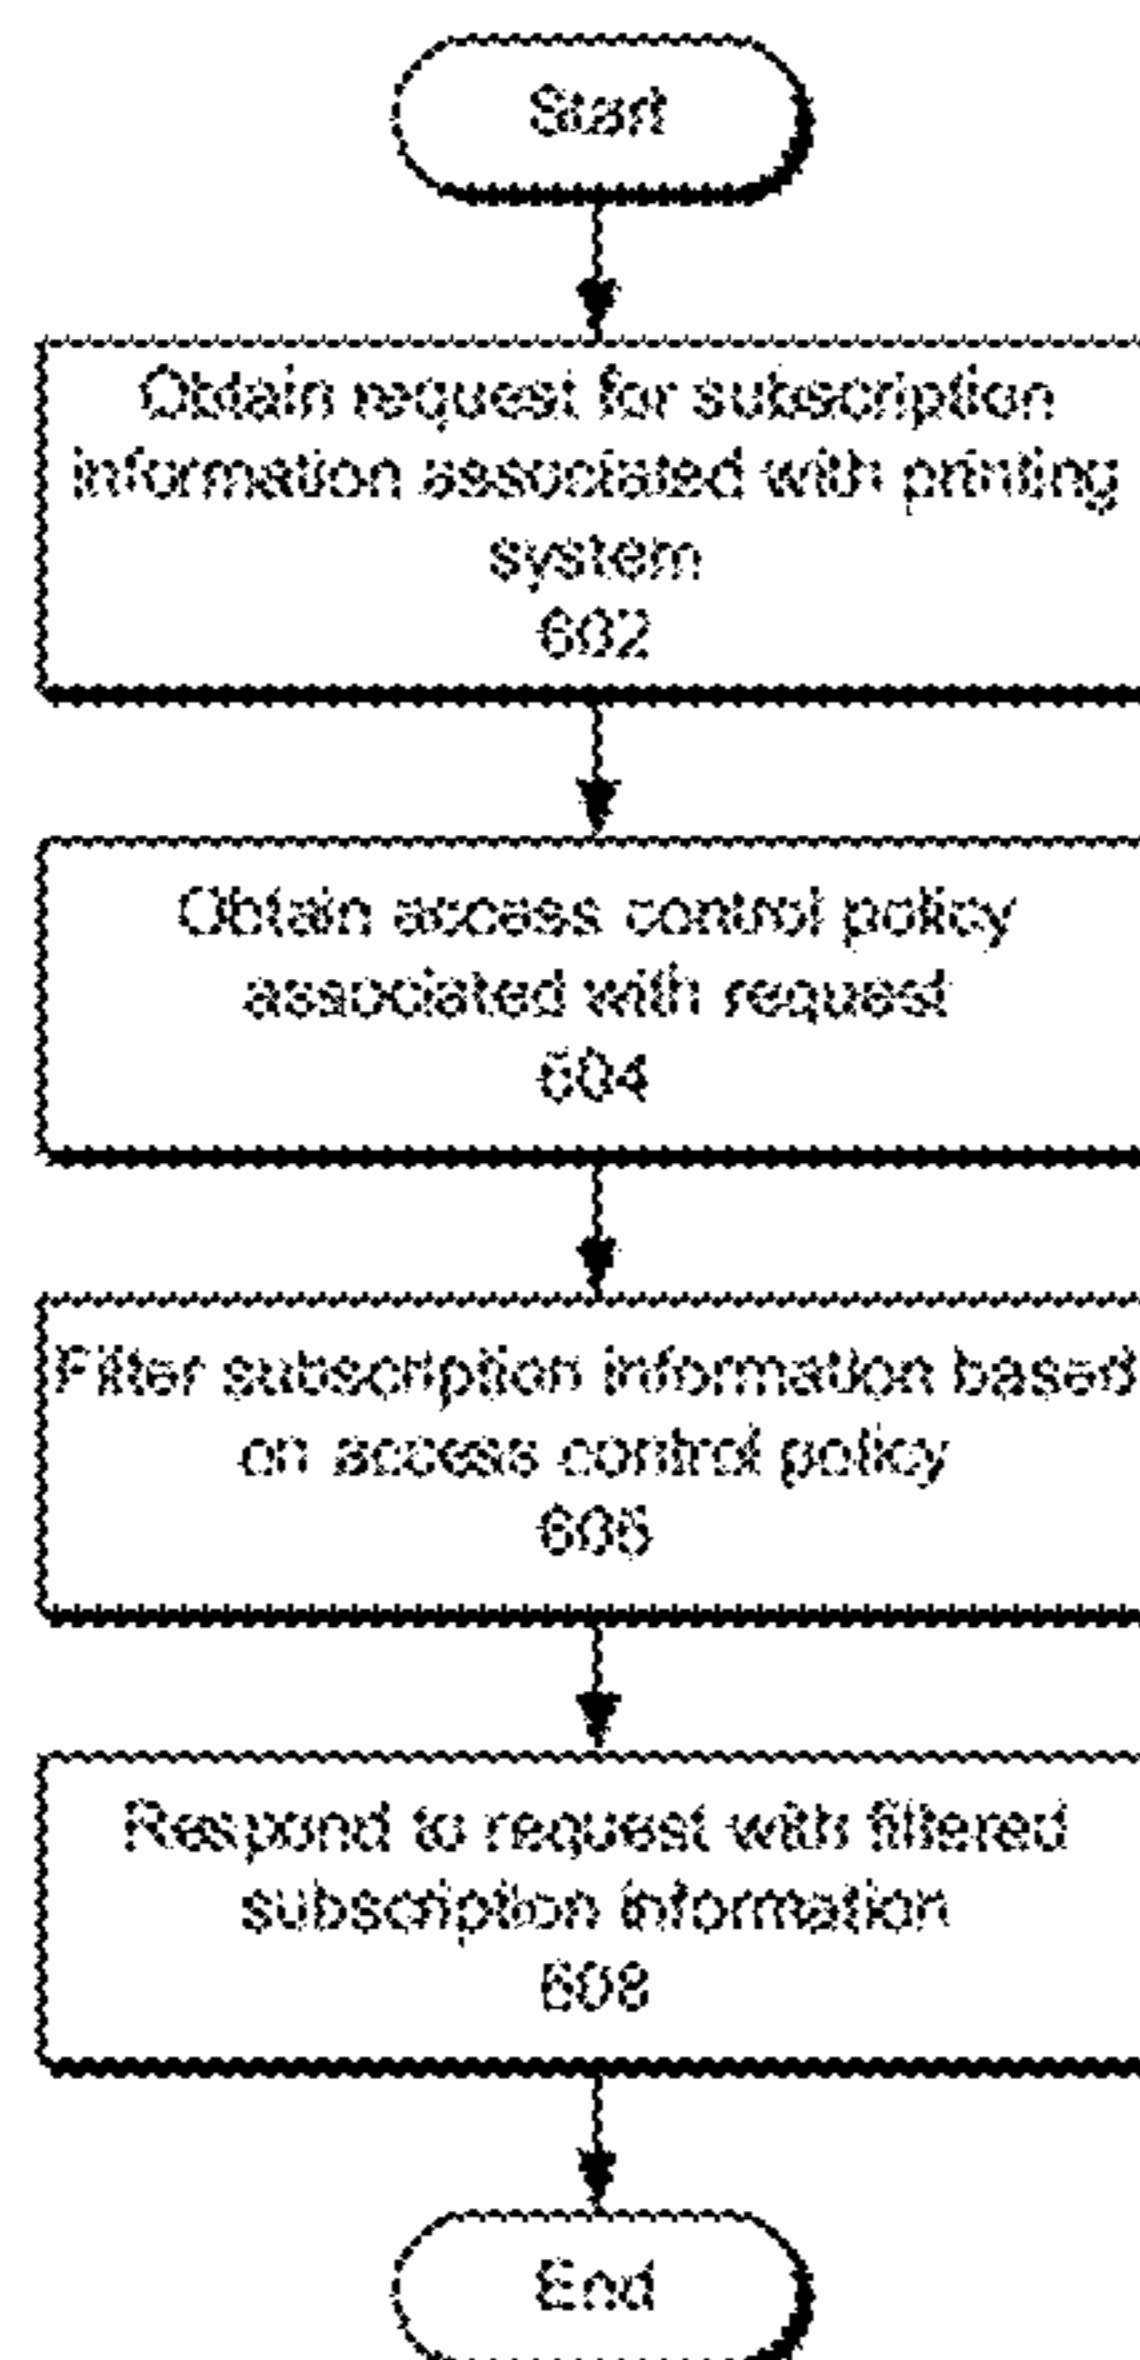 Start
Obtain request for subscription
information associated with printing
system
602
Obtain access control policy
associated with request
604
Filter subscription information based
on access control policy
606
Respond to request with filtered
subscription information
608
End